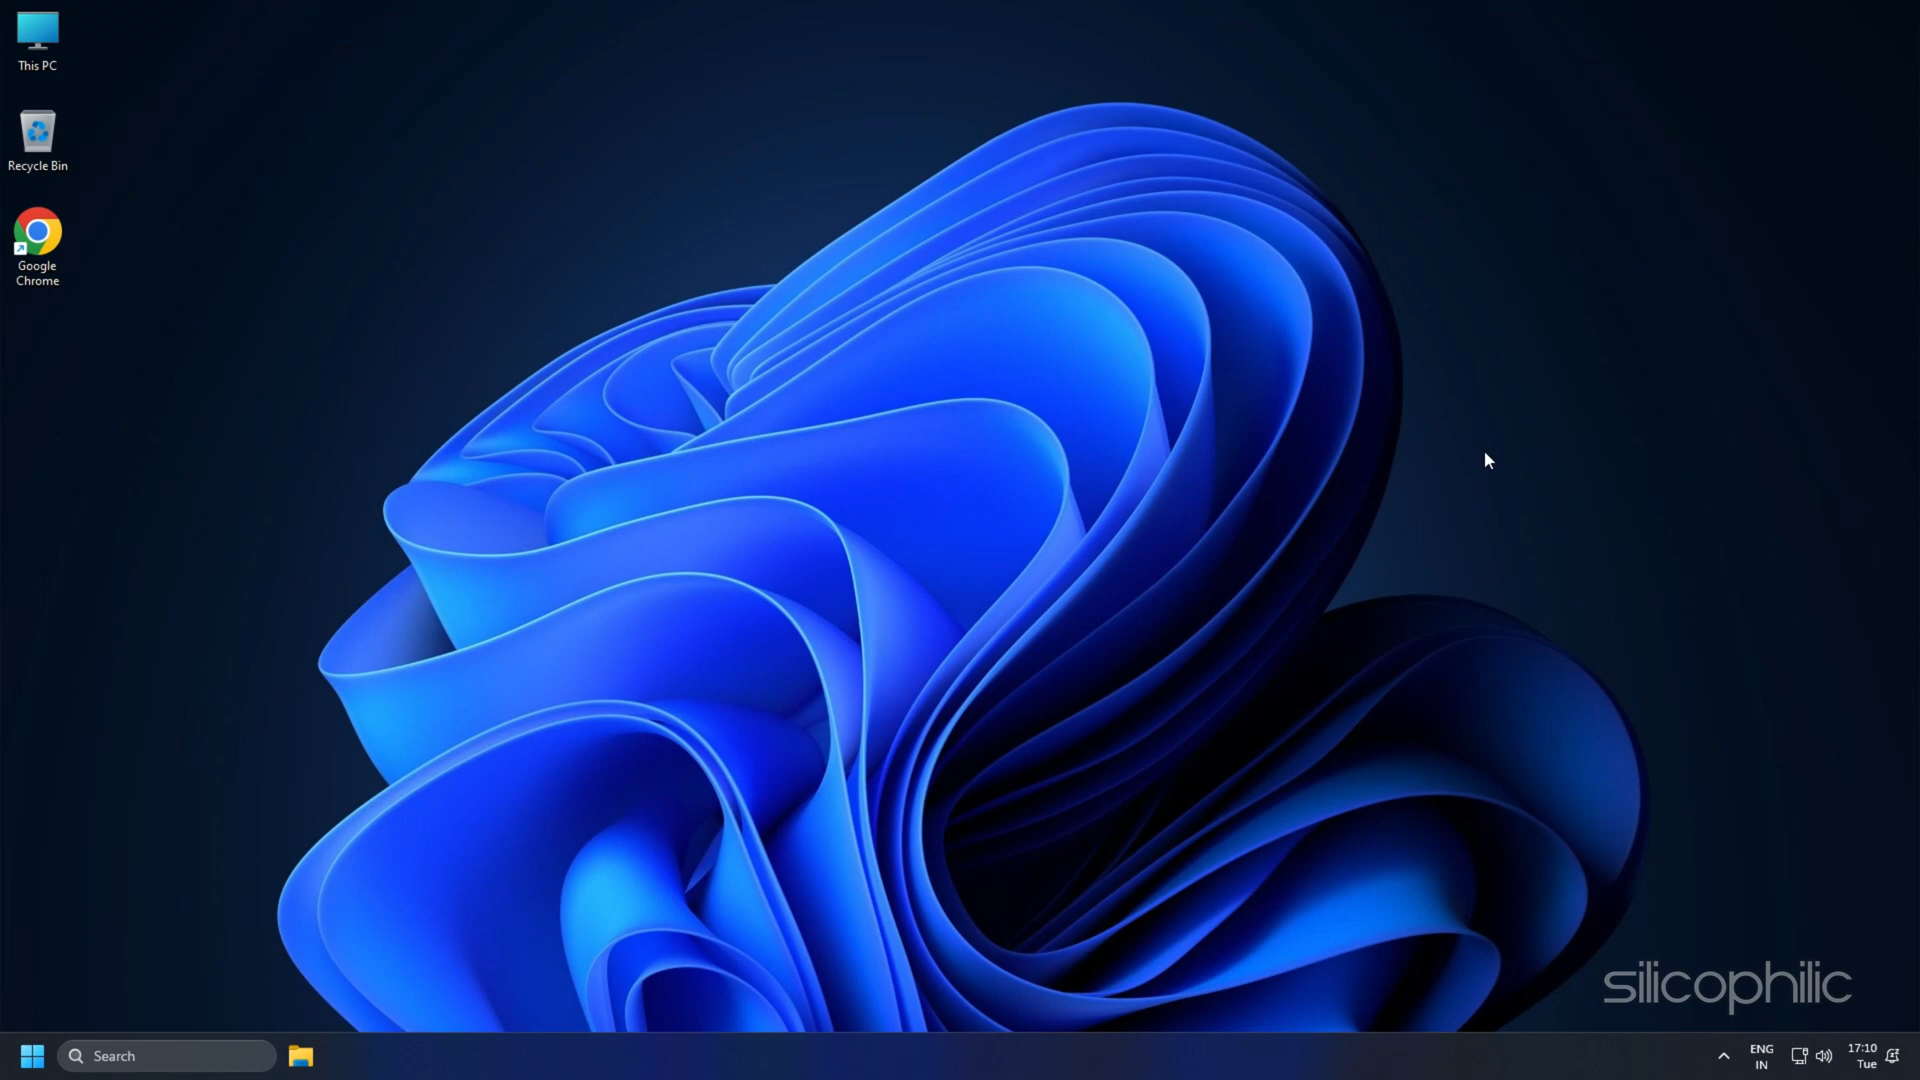 This PC
Recycle Bin
Google
Chrome
silicophilic
Search
ENG
IN
17:10
Tue